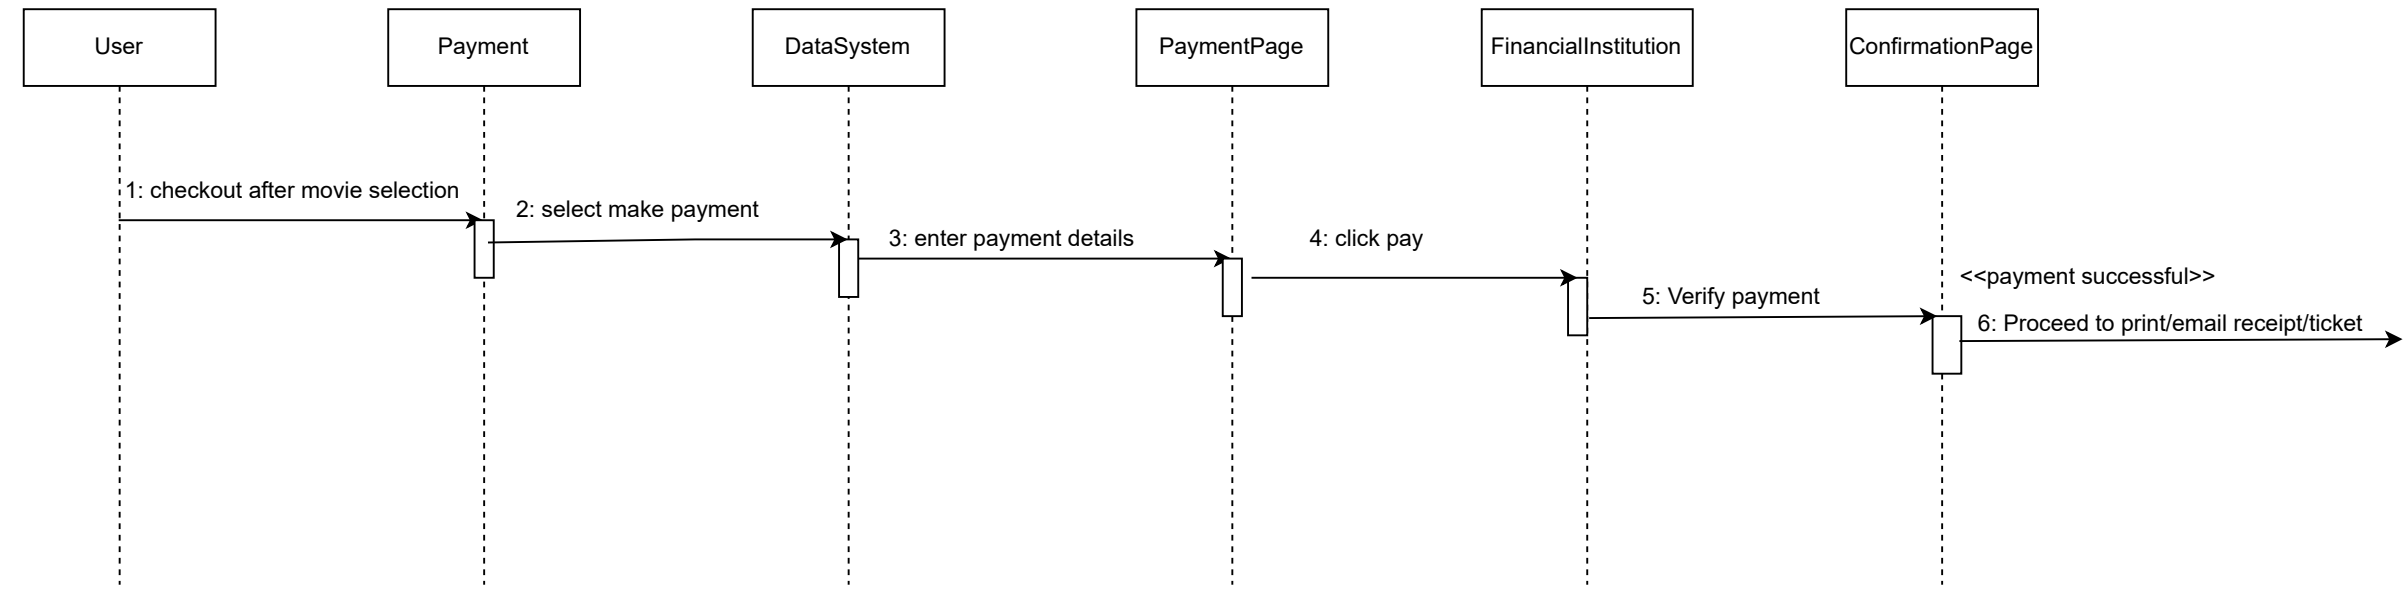 User
Payment
DataSystem
PaymentPage
FinancialInstitution
ConfirmationPage
1: checkout after movie selection
2: select make payment
3: enter payment details
4: click pay
5: Verify payment
<<payment successful>>
6: Proceed to print/email receipt/ticket